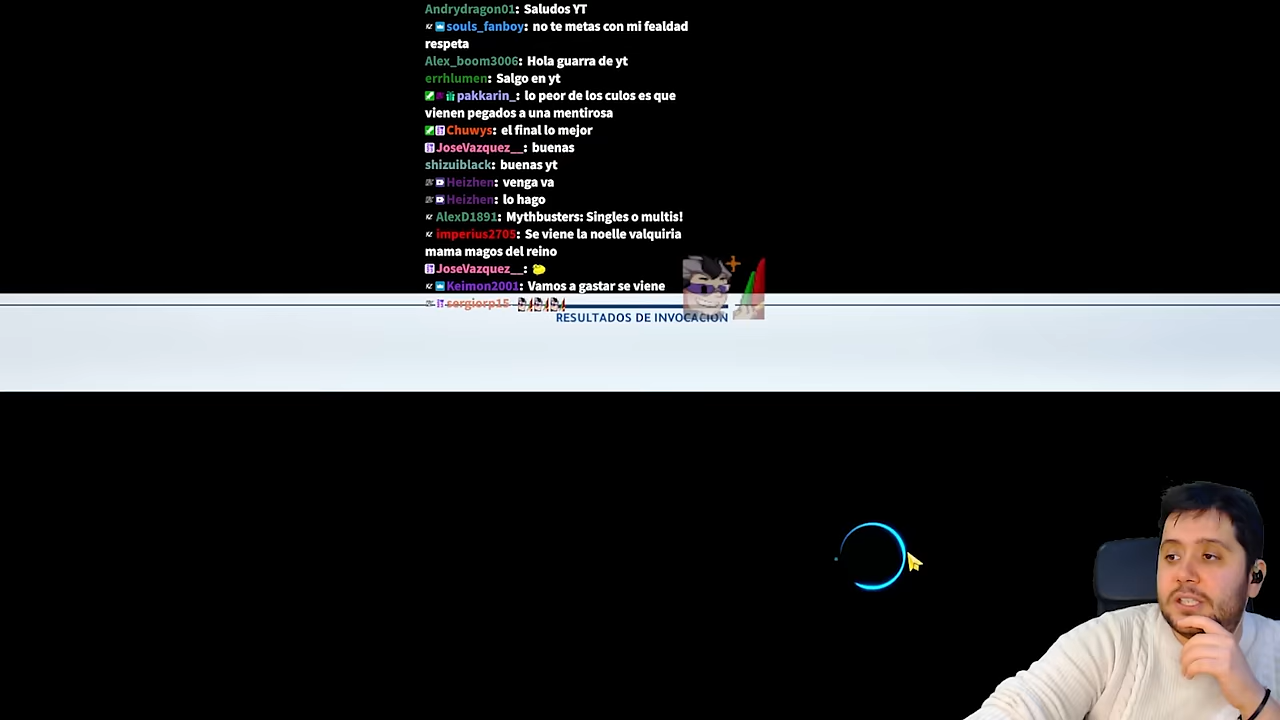 Andrydragon01: Saludos YT
souls_fanboy: no te metas con mi fealdad
respeta
Alex_boom3006: Hola guarra de yt
errhlumen: Salgo en yt
pakkarin_: lo peor de los culos es que
vienen pegados a una mentirosa
Chuwys: el final lo mejor
JoseVazquez__: buenas
shizuiblack: buenas yt
Heizhen: venga va
Heizhen: lo hago
AlexD1891: Mythbusters: Singles o multis!
imperius2705: Se viene la noelle valquiria
mama magos del reino
JoseVazquez__:
Keimon2001: Vamos a gastar se viene
sergiorp15
RESULTADOS DE INVOCACIÓN